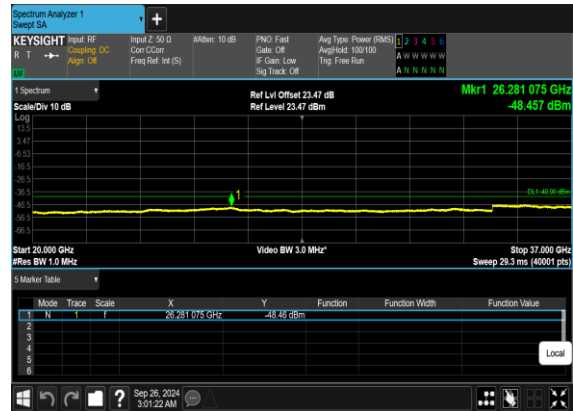 Spectrum Analyzer 1
Swept SA
+
KEYSIGHT Input: RF Input Z: 50 Ω #Atten: 10 dB PNO: Fast Avg Type: Power (RMS) 1 2 3 4 5 6
R T Coupling: DC Corr CCorr Gate: Off Avg|Hold: 100/100 A W W W W W
Align: Off Freq Ref: Int (S) IF Gain: Low Trig: Free Run
LXI Sig Track: Off A N N N N N
1 Spectrum Ref Lvl Offset 23.47 dB Mkr1 26.281 075 GHz
Scale/Div 10 dB Ref Level 23.47 dBm -48.457 dBm
Log
13.5
3.47
-6.53
-16.5
-26.5
-36.5 1 DL1 -40.00 dBm
-46.5
-56.5
-66.5
Start 20.000 GHz Video BW 3.0 MHz* Stop 37.000 GHz
#Res BW 1.0 MHz Sweep 29.3 ms (40001 pts)
5 Marker Table
Mode Trace Scale X Y Function Function Width Function Value
1 N 1 f 26.281 075 GHz -48.46 dBm
2
3
4
5
6
Local
? Sep 26, 2024
3:01:22 AM